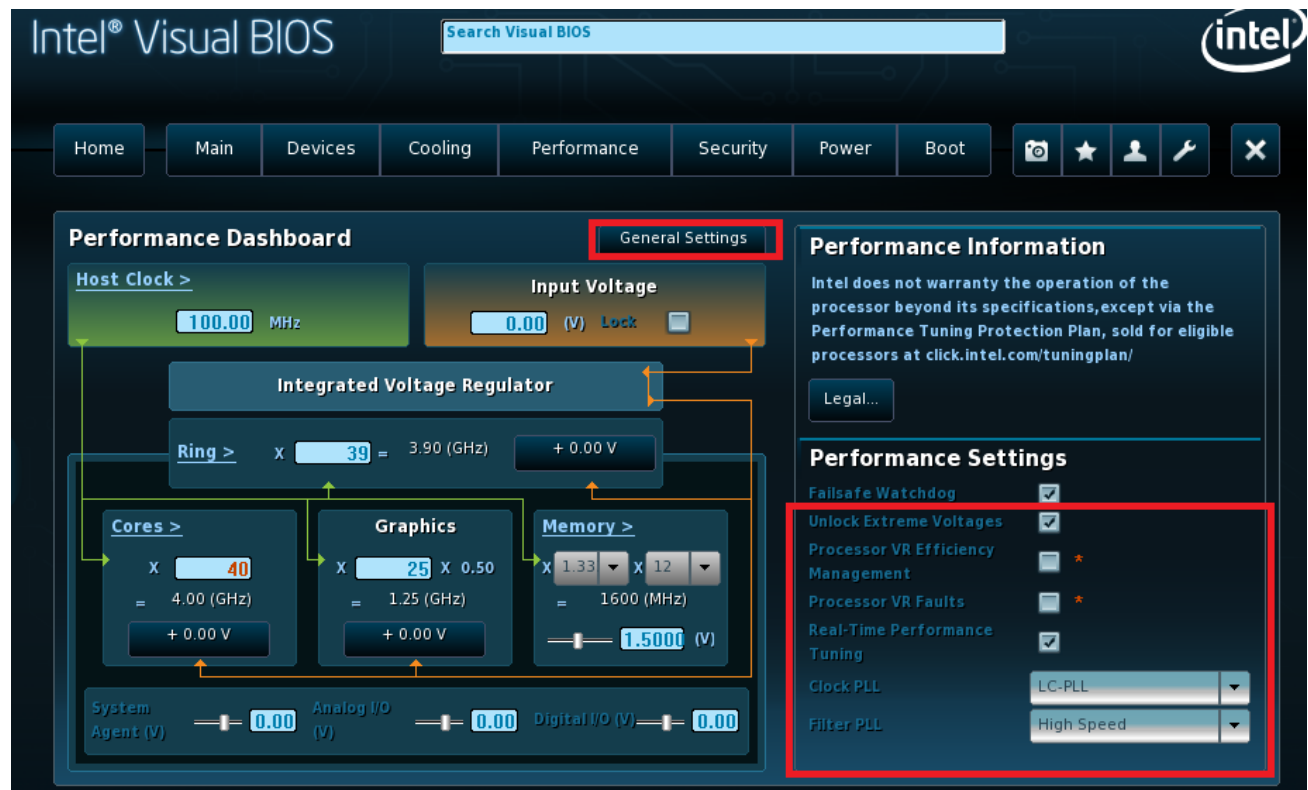 Intel® Visual BIOS
Search Visual BIOS
intel
Home Main Devices Cooling Performance Security Power Boot
Performance Dashboard
General Settings
Host Clock >
100.00 MHz
Input Voltage
0.00 (V) Lock
Integrated Voltage Regulator
Ring > X 39 = 3.90 (GHz) + 0.00 V
Cores >
X 40
= 4.00 (GHz)
+ 0.00 V
Graphics
X 25 X 0.50
= 1.25 (GHz)
+ 0.00 V
Memory >
X 1.33 X 12
= 1600 (MHz)
1.5000 (V)
System
Agent (V)
0.00
Analog I/O
(V)
0.00
Digital I/O (V)
0.00
Performance Information
Intel does not warranty the operation of the
processor beyond its specifications,except via the
Performance Tuning Protection Plan, sold for eligible
processors at click.intel.com/tuningplan/
Legal...
Performance Settings
Failsafe Watchdog
Unlock Extreme Voltages
Processor VR Efficiency
Management
*
Processor VR Faults *
Real-Time Performance
Tuning
Clock PLL LC-PLL
Filter PLL High Speed